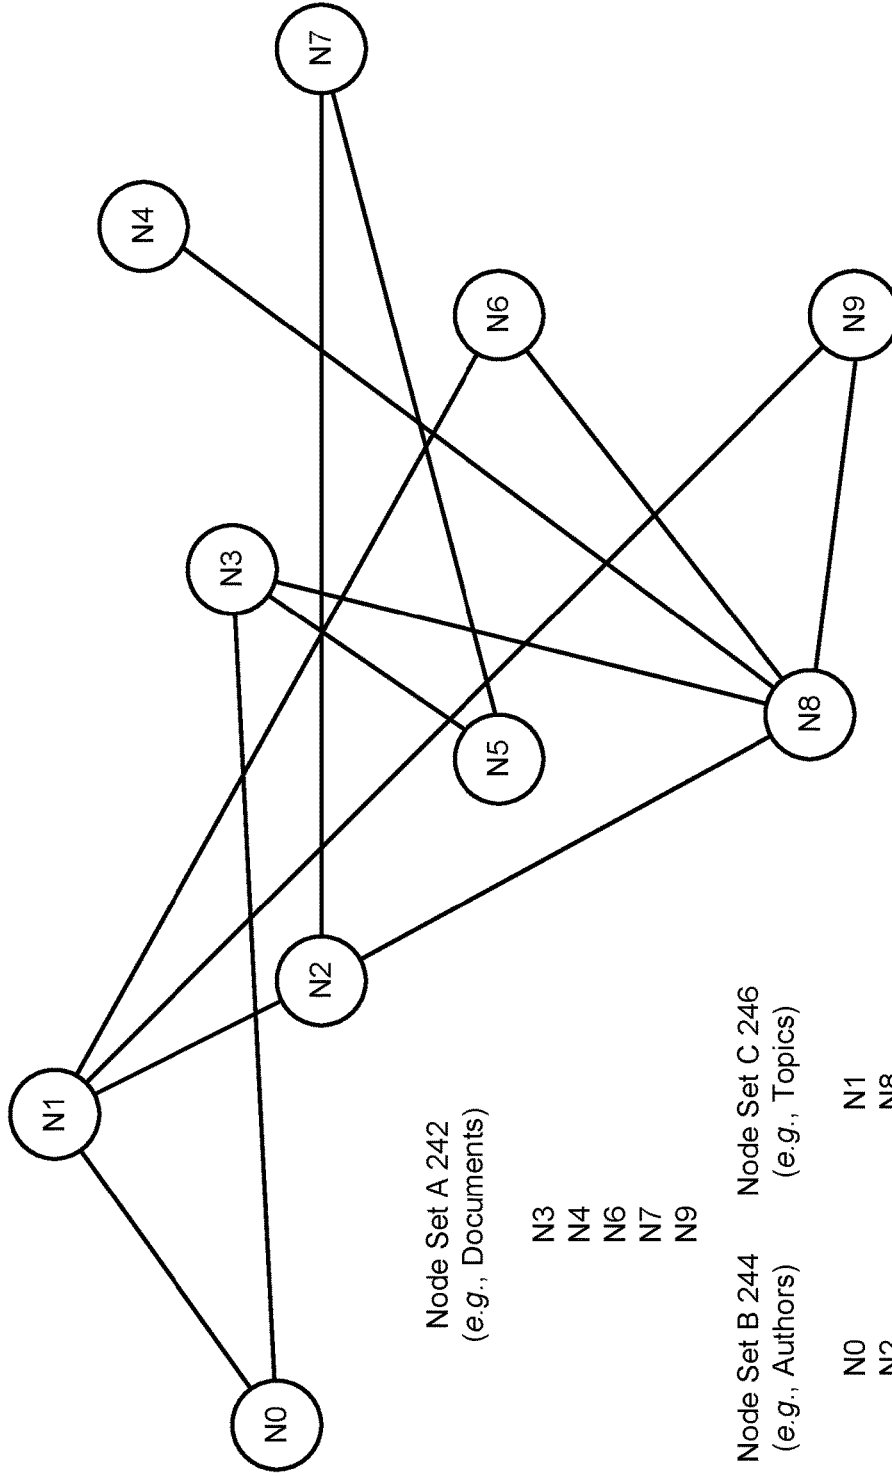 N1
N4
N3
N0
N2
N7
N5
N6
N8
N9
Node Set A 242
(e.g., Documents)
N3
N4
N6
N7
N9
Node Set B 244
(e.g., Authors)
N0
N2
Node Set C 246
(e.g., Topics)
N1
N8